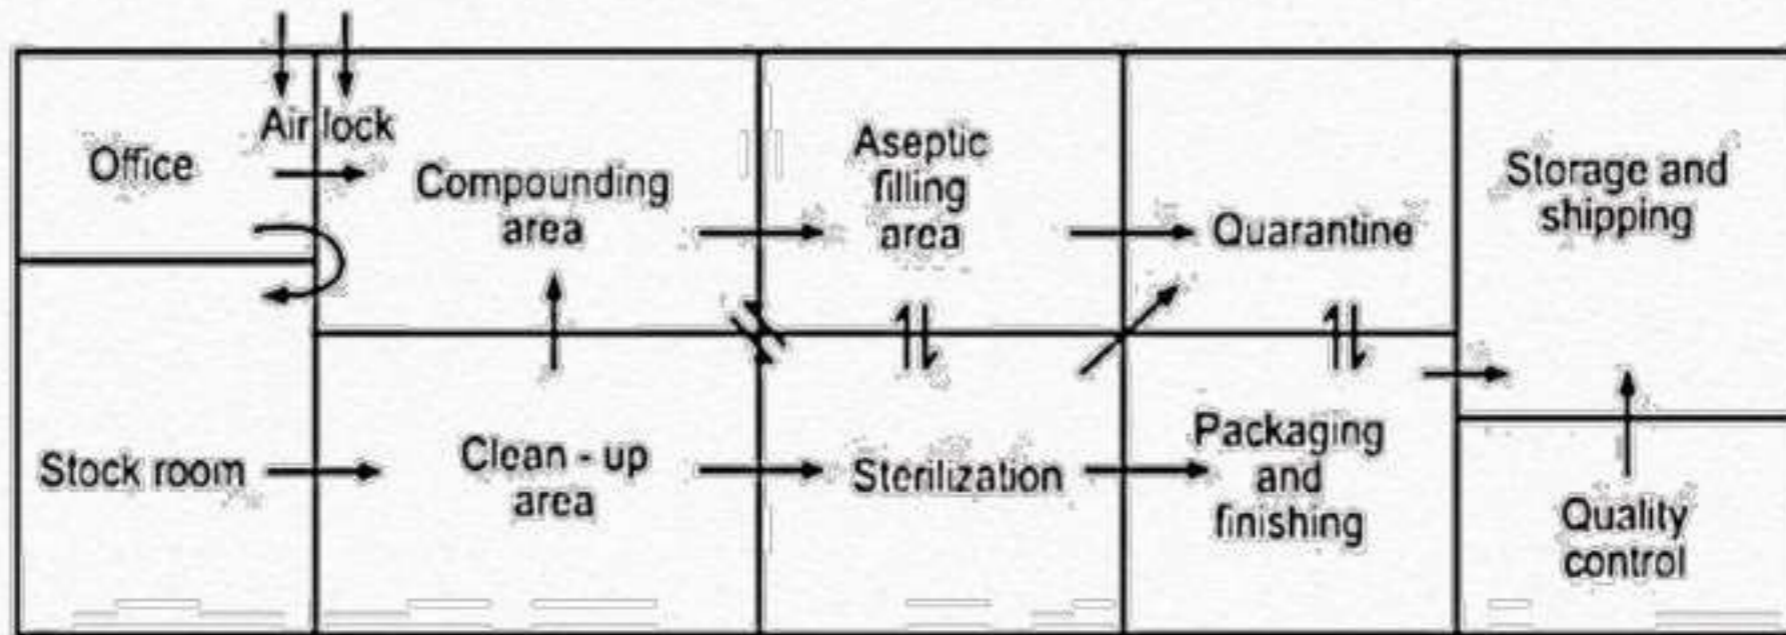 Office
Air lock
Compounding
area
Aseptic
filling
area
Quarantine
Storage and
shipping
Stock room
Clean - up
area
Sterilization
Packaging
and
finishing
Quality
control